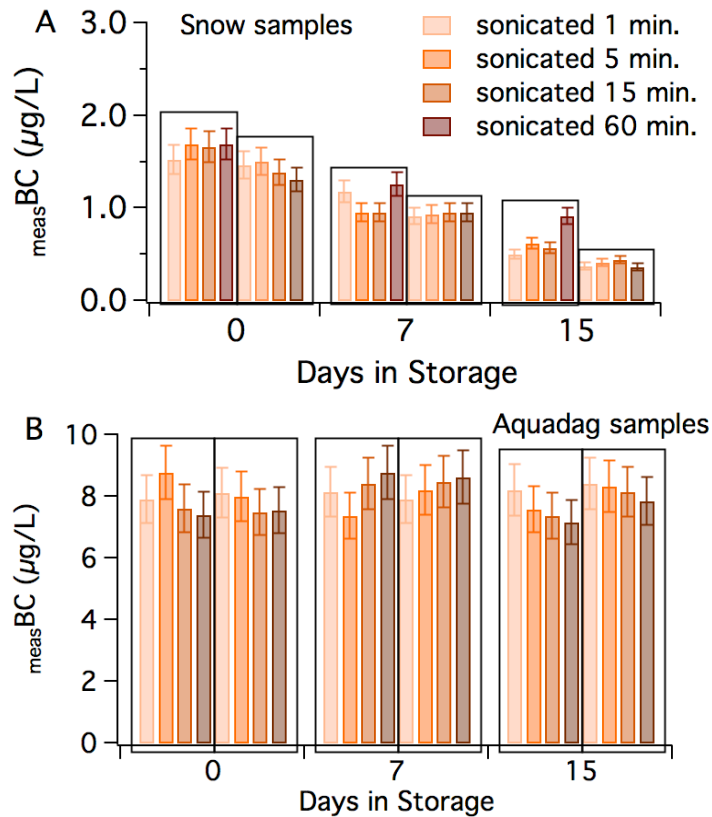 A
Snow samples
sonicated 1 min.
sonicated 5 min.
sonicated 15 min.
sonicated 60 min.
3.0
2.0
1.0
0.0
measBC (µg/L)
0 7 15
Days in Storage
B
Aquadag samples
10
8
6
4
2
0
measBC (µg/L)
0 7 15
Days in Storage